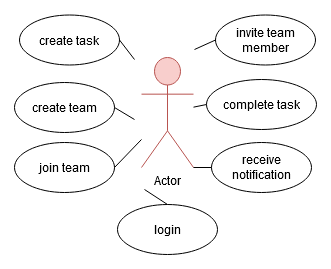 create task
invite team
member
create team
complete task
join team
Actor
receive
notification
login